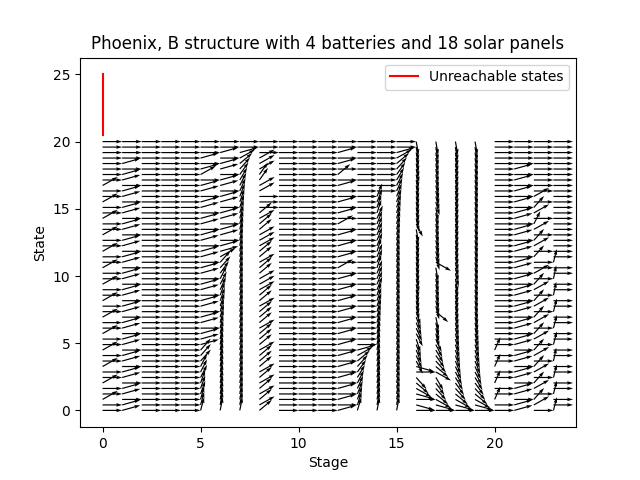 Phoenix, B structure with 4 batteries and 18 solar panels
Unreachable states
25
20
15
10
5
0
State
0 5 10 15 20
Stage